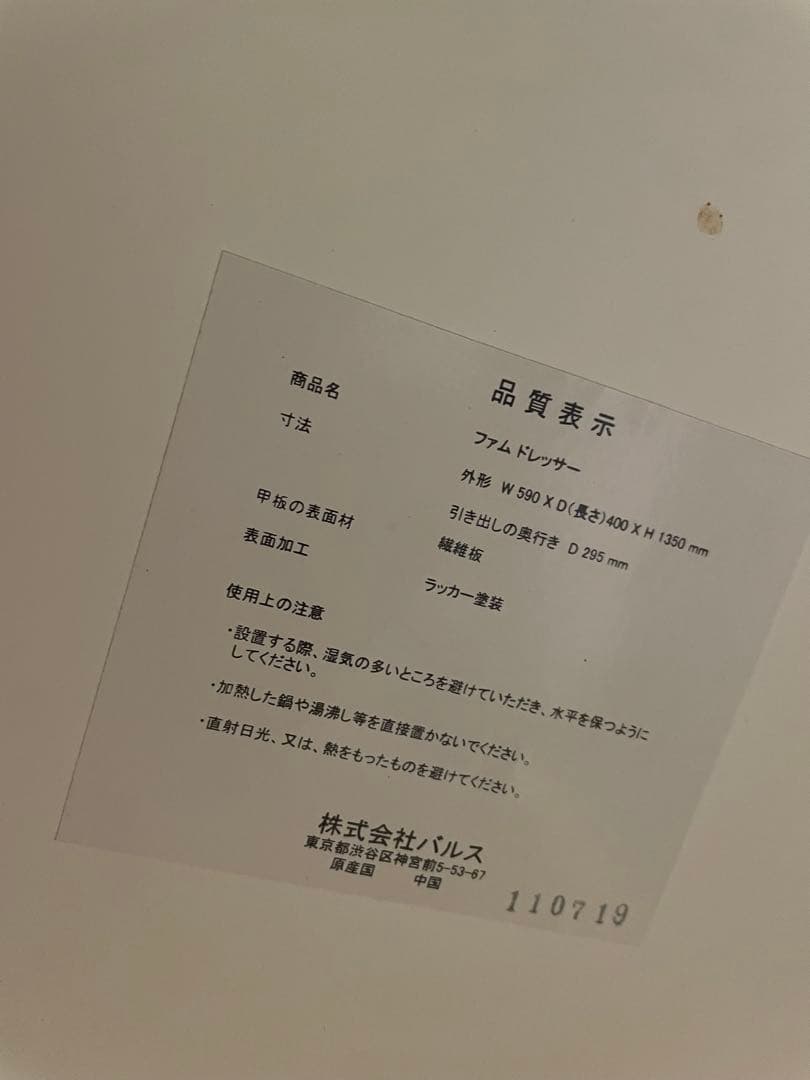 品質表示
商品名 ファム ドレッサー
寸法 外形 W 590 X D(長さ)400 X H 1350 mm
引き出しの奥行き D 295 mm
甲板の表面材 繊維板
表面加工 ラッカー塗装
使用上の注意
・設置する際、湿気の多いところを避けていただき、水平を保つように
してください。
・加熱した鍋や湯沸し等を直接置かないでください。
・直射日光、又は、熱をもったものを避けてください。
株式会社バルス
東京都渋谷区神宮前5-53-67
原産国 中国
110719